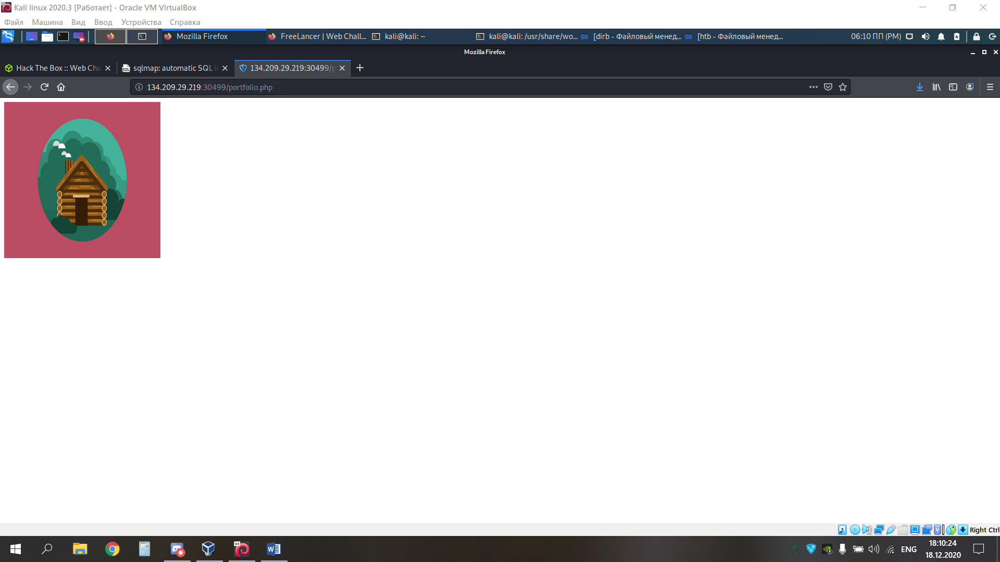 Kali linux 2020.3 [Работает] - Oracle VM VirtualBox
Файл Машина Вид Ввод Устройства Справка
Mozilla Firefox FreeLancer | Web Chall... kali@kali: ~ kali@kali: /usr/share/wo... [dirb - Файловый менед... [htb - Файловый менед... 06:10 ПП (PM)
Mozilla Firefox
Hack The Box :: Web Cha sqlmap: automatic SQL in 134.209.29.219:30499/p
134.209.29.219:30499/portfolio.php
Right Ctrl
ENG
18:10:24
18.12.2020